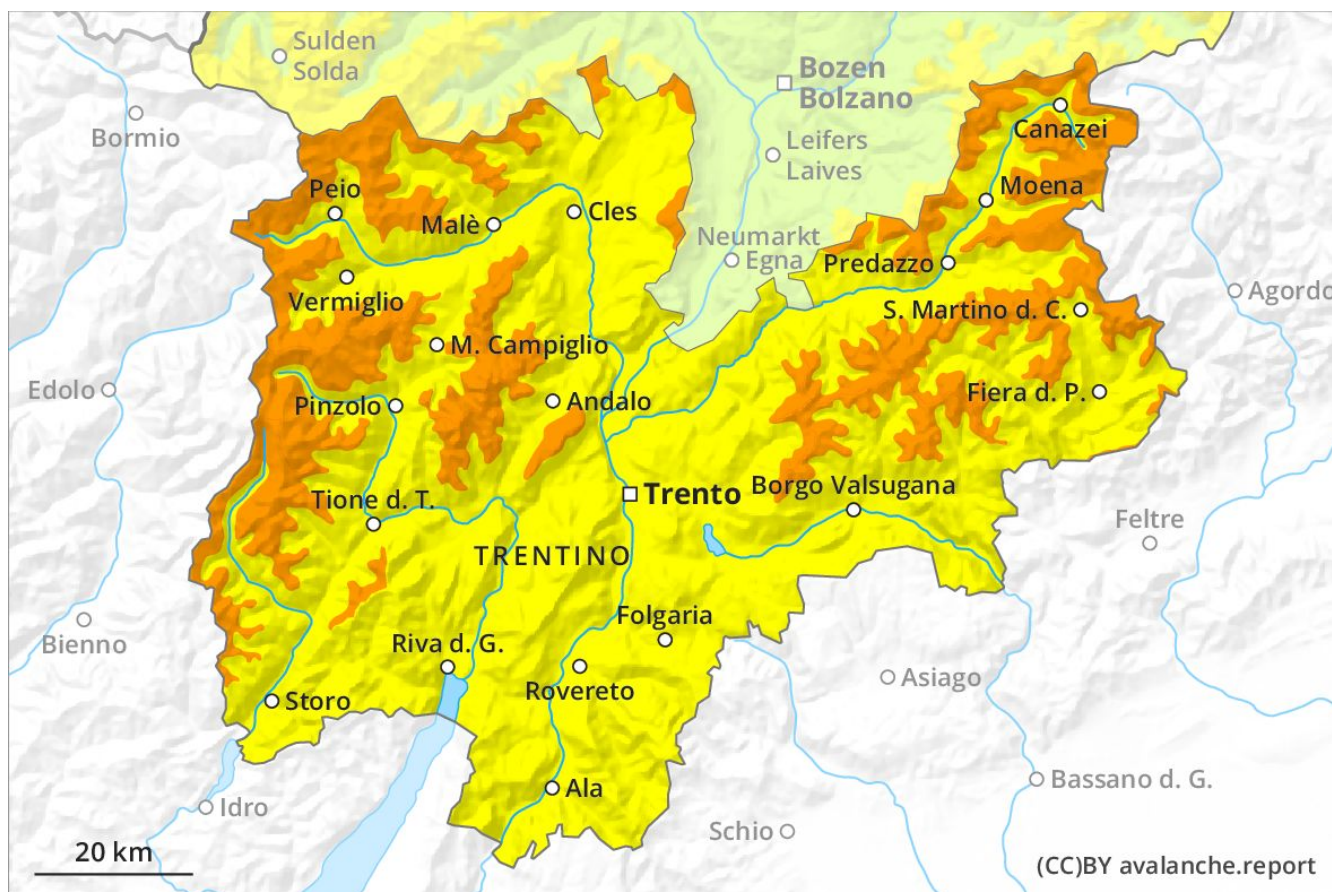 Sulden
Solda
Bozen
Bolzano
Bormio
Canazei
Leifers
Laives
Moena
Peio
Malè
Cles
Neumarkt
Egna
Predazzo
Vermiglio
Agordo
S. Martino d. C.
M. Campiglio
Edolo
Pinzolo
Andalo
Fiera d. P.
Trento
Borgo Valsugana
Tione d. T.
Feltre
TRENTINO
Bienno
Folgaria
Riva d. G.
Asiago
Storo
Rovereto
Ala
Bassano d. G.
Idro
Schio
20 km
(CC)BY avalanche.report